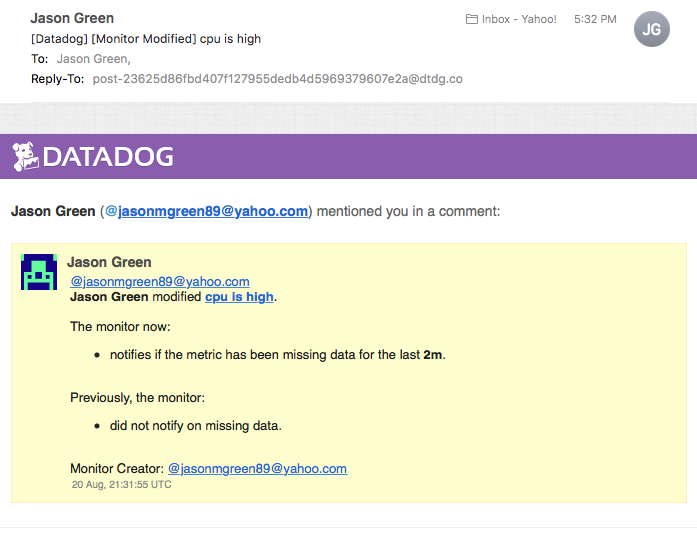 Jason Green
Inbox - Yahoo! 5:32 PM
JG
[Datadog] [Monitor Modified] cpu is high
To: Jason Green,
Reply-To: post-23625d86fbd407f127955dedb4d5969379607e2a@dtdg.co
DATADOG
Jason Green (@jasonmgreen89@yahoo.com) mentioned you in a comment:
Jason Green
@jasonmgreen89@yahoo.com
Jason Green modified cpu is high.
The monitor now:
• notifies if the metric has been missing data for the last 2m.
Previously, the monitor:
• did not notify on missing data.
Monitor Creator: @jasonmgreen89@yahoo.com
20 Aug, 21:31:55 UTC